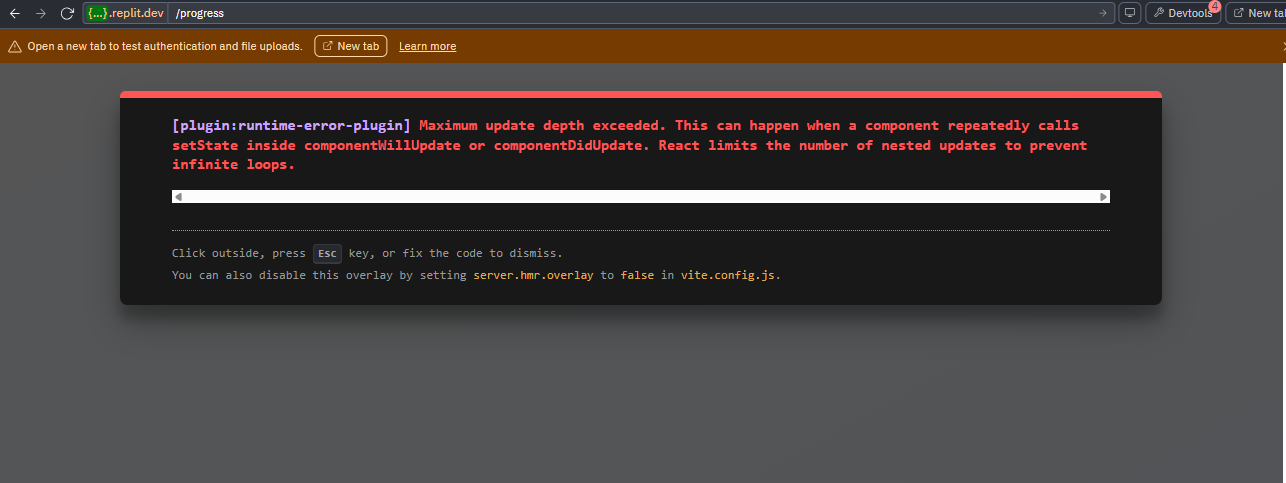 {...}.replit.dev /progress Devtools 4 New tal
Open a new tab to test authentication and file uploads. New tab Learn more
[plugin:runtime-error-plugin] Maximum update depth exceeded. This can happen when a component repeatedly calls
setState inside componentWillUpdate or componentDidUpdate. React limits the number of nested updates to prevent
infinite loops.
Click outside, press Esc key, or fix the code to dismiss.
You can also disable this overlay by setting server.hmr.overlay to false in vite.config.js.